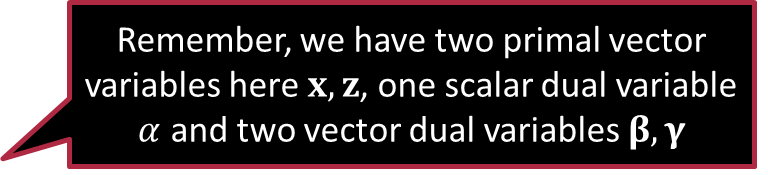 Remember, we have two primal vector
variables here 𝐱, 𝐳, one scalar dual variable
𝛼 and two vector dual variables 𝛃, 𝛄